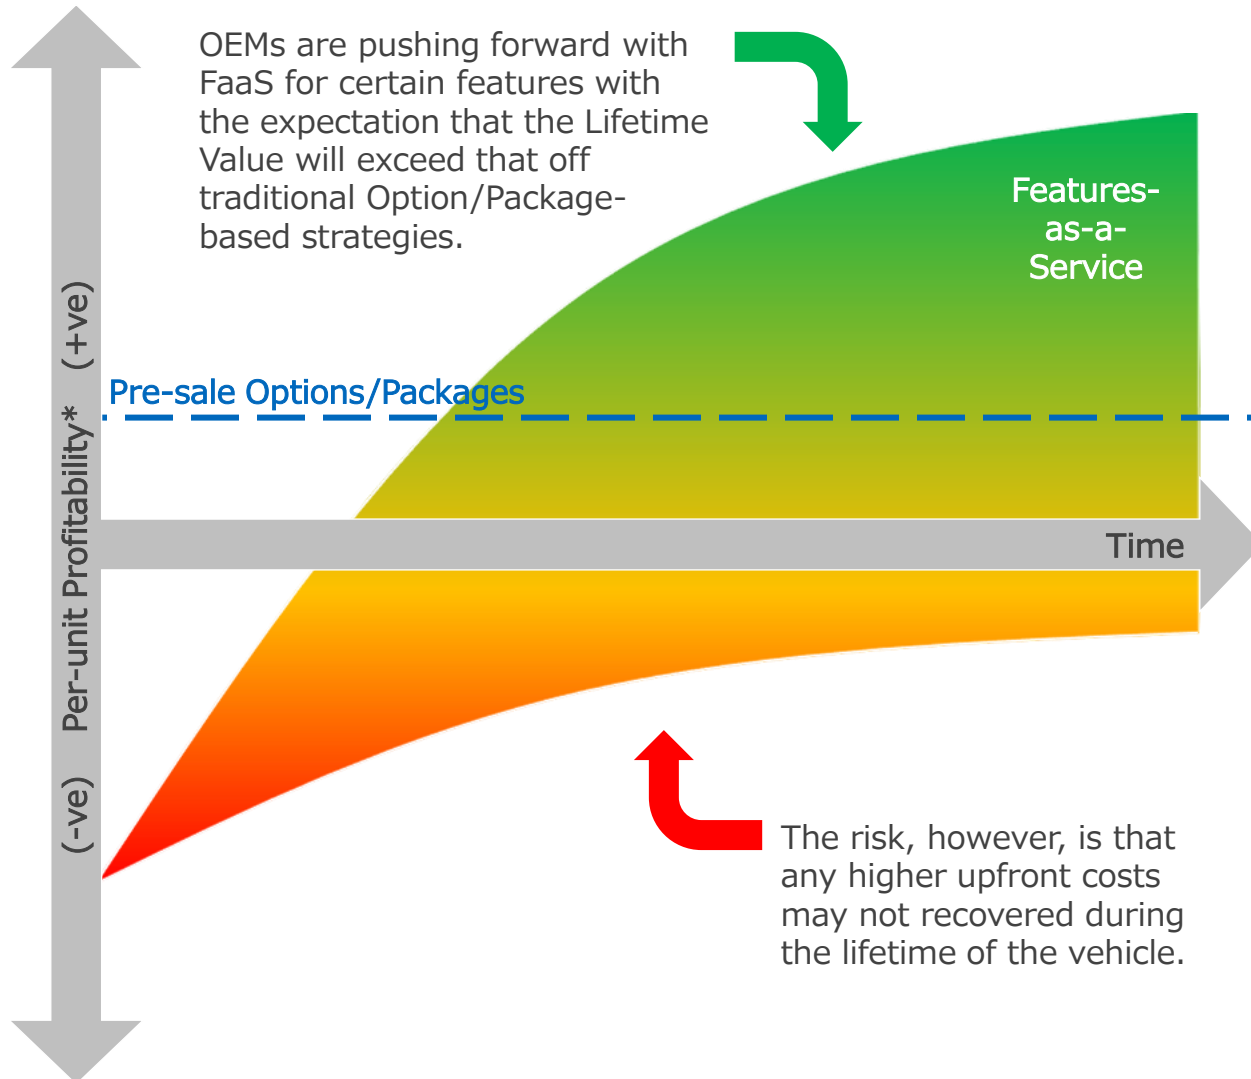 OEMs are pushing forward with
FaaS for certain features with
the expectation that the Lifetime
Value will exceed that off
traditional Option/Package-
based strategies.
Features-
as-a-
Service
Pre-sale Options/Packages
(-ve) Per-unit Profitability* (+ve)
Time
The risk, however, is that
any higher upfront costs
may not recovered during
the lifetime of the vehicle.